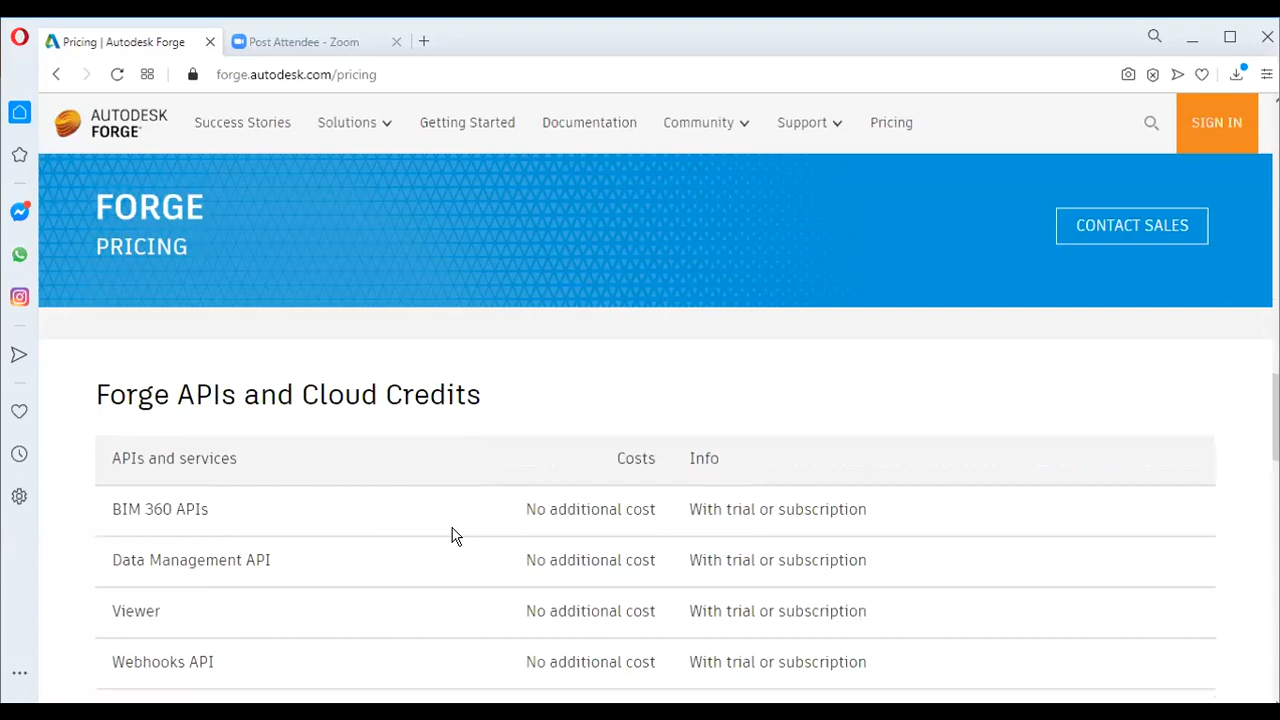 Pricing | Autodesk Forge
Post Attendee - Zoom
forge.autodesk.com/pricing
AUTODESK
FORGE
Success Stories
Solutions
Getting Started
Documentation
Community
Support
Pricing
SIGN IN
FORGE
PRICING
CONTACT SALES
Forge APIs and Cloud Credits
APIs and services Costs Info
BIM 360 APIs No additional cost With trial or subscription
Data Management API No additional cost With trial or subscription
Viewer No additional cost With trial or subscription
Webhooks API No additional cost With trial or subscription